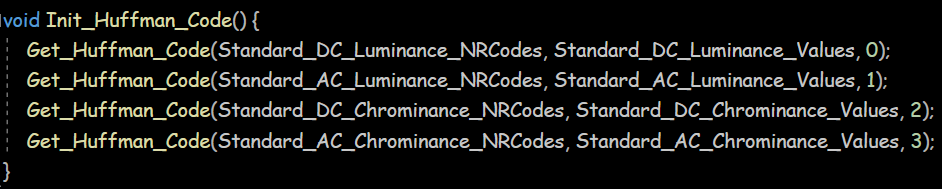 void Init_Huffman_Code() {
Get_Huffman_Code(Standard_DC_Luminance_NRCodes, Standard_DC_Luminance_Values, 0);
Get_Huffman_Code(Standard_AC_Luminance_NRCodes, Standard_AC_Luminance_Values, 1);
Get_Huffman_Code(Standard_DC_Chrominance_NRCodes, Standard_DC_Chrominance_Values, 2);
Get_Huffman_Code(Standard_AC_Chrominance_NRCodes, Standard_AC_Chrominance_Values, 3);
}